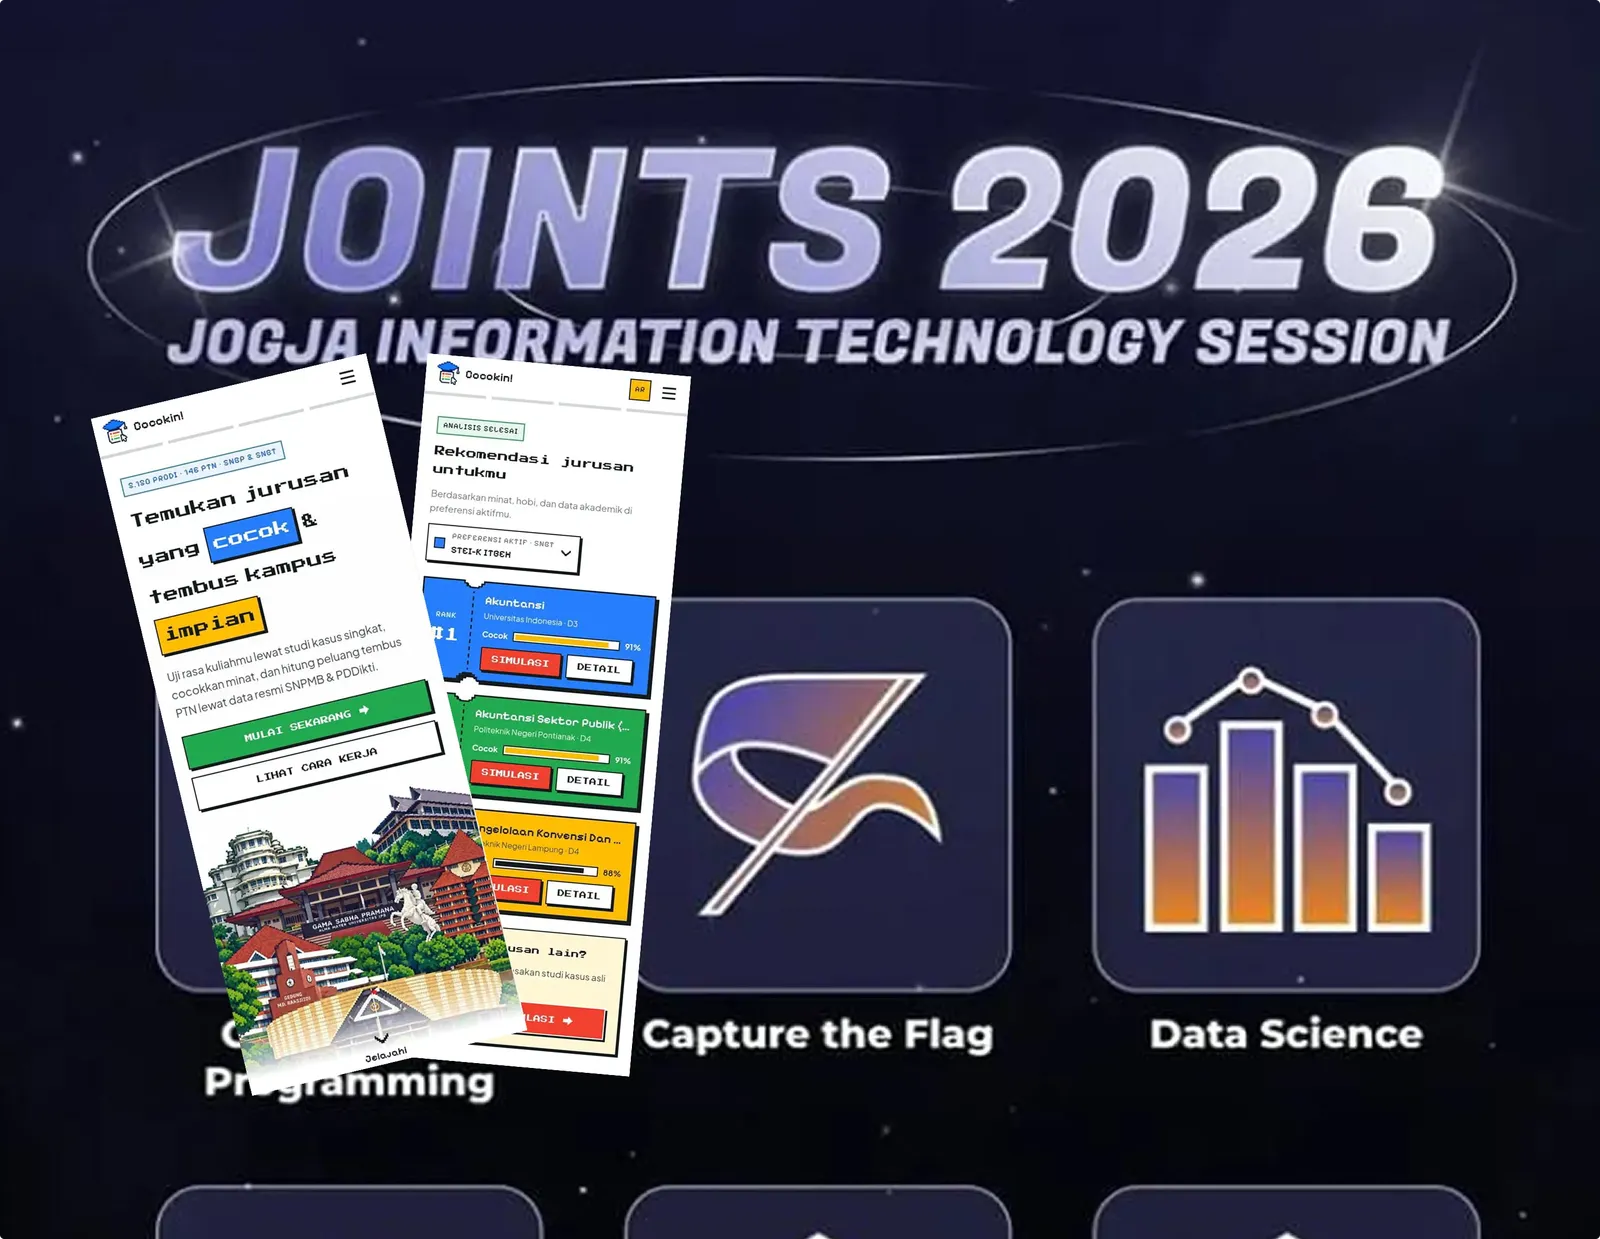 JOINTS 2026
JOGJA INFORMATION TECHNOLOGY SESSION
Cocokin!
5.180 PRODI · 146 PTN · SNBP & SNBT
Temukan jurusan
yang cocok &
tembus kampus
impian
Uji rasa kuliahmu lewat studi kasus singkat,
cocokkan minat, dan hitung peluang tembus
PTN lewat data resmi SNPMB & PDDikti.
MULAI SEKARANG
LIHAT CARA KERJA
GAMA SABHA PRAMANA
GEDUNG
Jelajahi
Cocokin!
AR
ANALISIS SELESAI
Rekomendasi jurusan
untukmu
Berdasarkan minat, hobi, dan data akademik di
preferensi aktifmu.
PREFERENSI AKTIF · SNBT
STEI-K ITB
RANK
#1
Akuntansi
Universitas Indonesia · D3
Cocok 91%
SIMULASI DETAIL
Akuntansi Sektor Publik (...
Politeknik Negeri Pontianak · D4
Cocok 91%
SIMULASI DETAIL
ngelolaan Konvensi Dan ...
knik Negeri Lampung · D4
88%
ULASI DETAIL
usan lain?
sakan studi kasus asli
LASI
Programming
Capture the Flag
Data Science